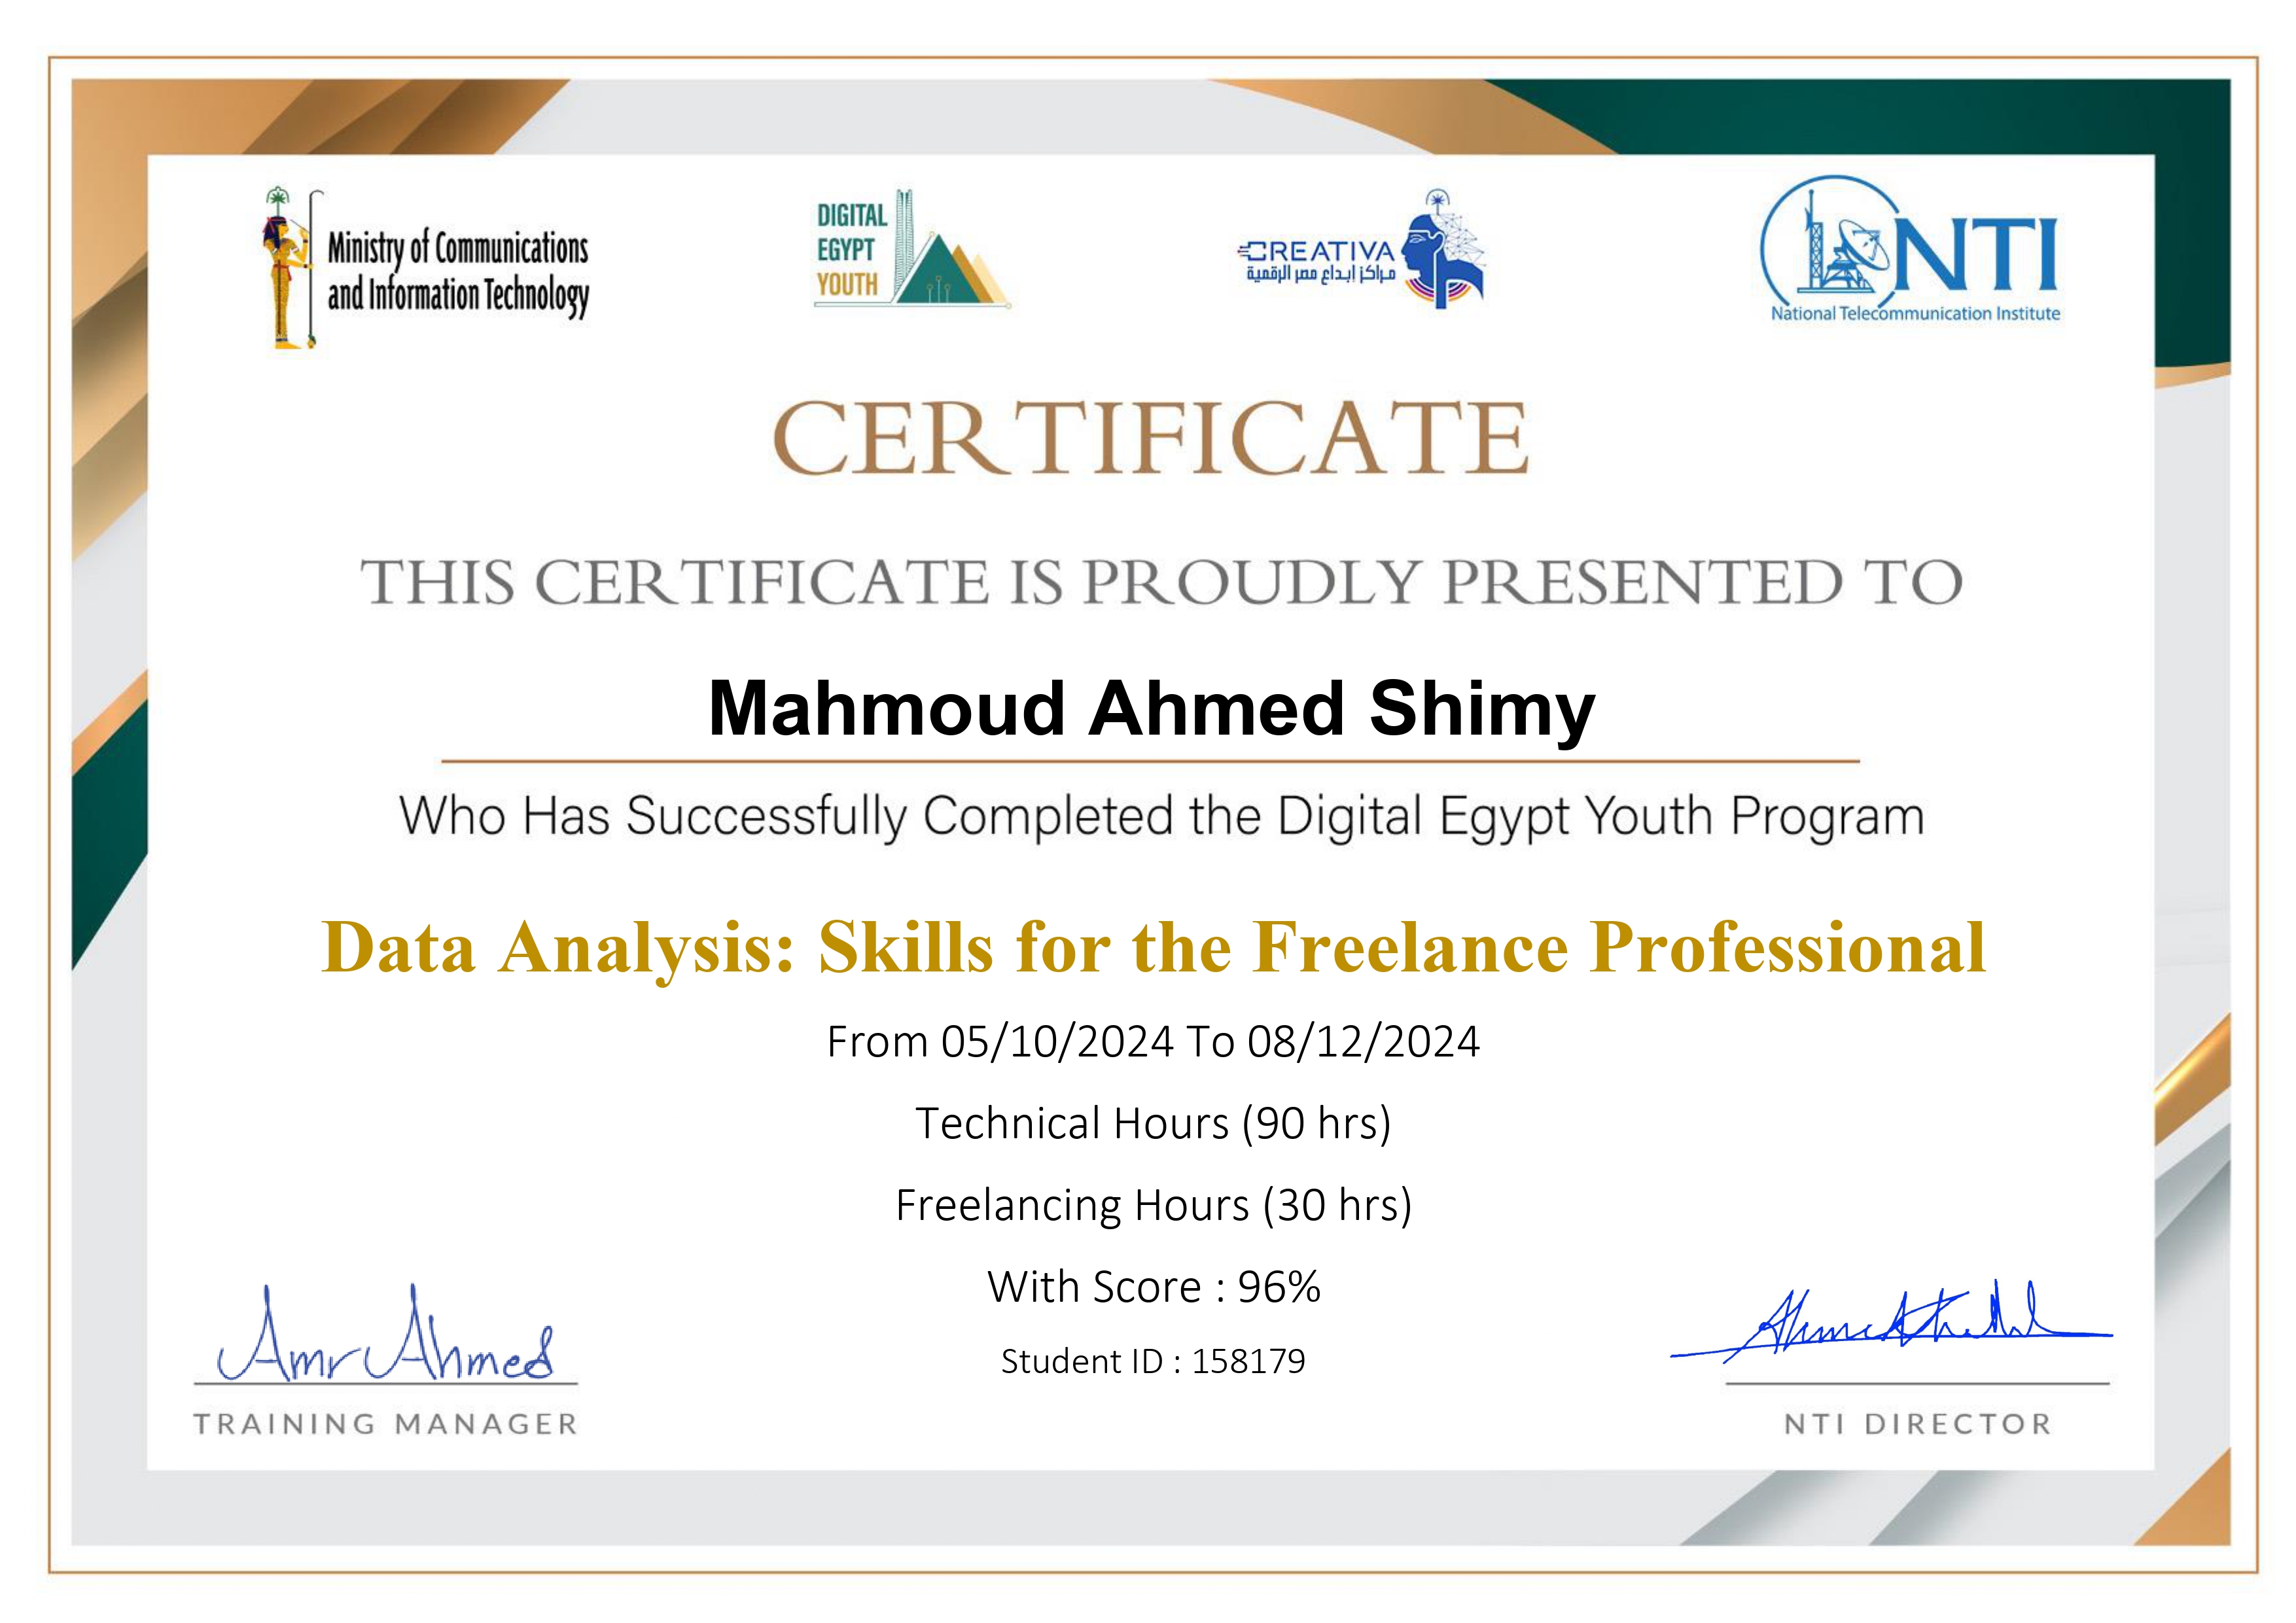 Ministry of Communications
and Information Technology
DIGITAL
EGYPT
YOUTH
CREATIVA
مراكز إبداع مصر الرقمية
NTI
National Telecommunication Institute
CERTIFICATE
THIS CERTIFICATE IS PROUDLY PRESENTED TO
Mahmoud Ahmed Shimy
Who Has Successfully Completed the Digital Egypt Youth Program
Data Analysis: Skills for the Freelance Professional
From 05/10/2024 To 08/12/2024
Technical Hours (90 hrs)
Freelancing Hours (30 hrs)
With Score : 96%
Student ID : 158179
Amr Ahmed
TRAINING MANAGER
NTI DIRECTOR